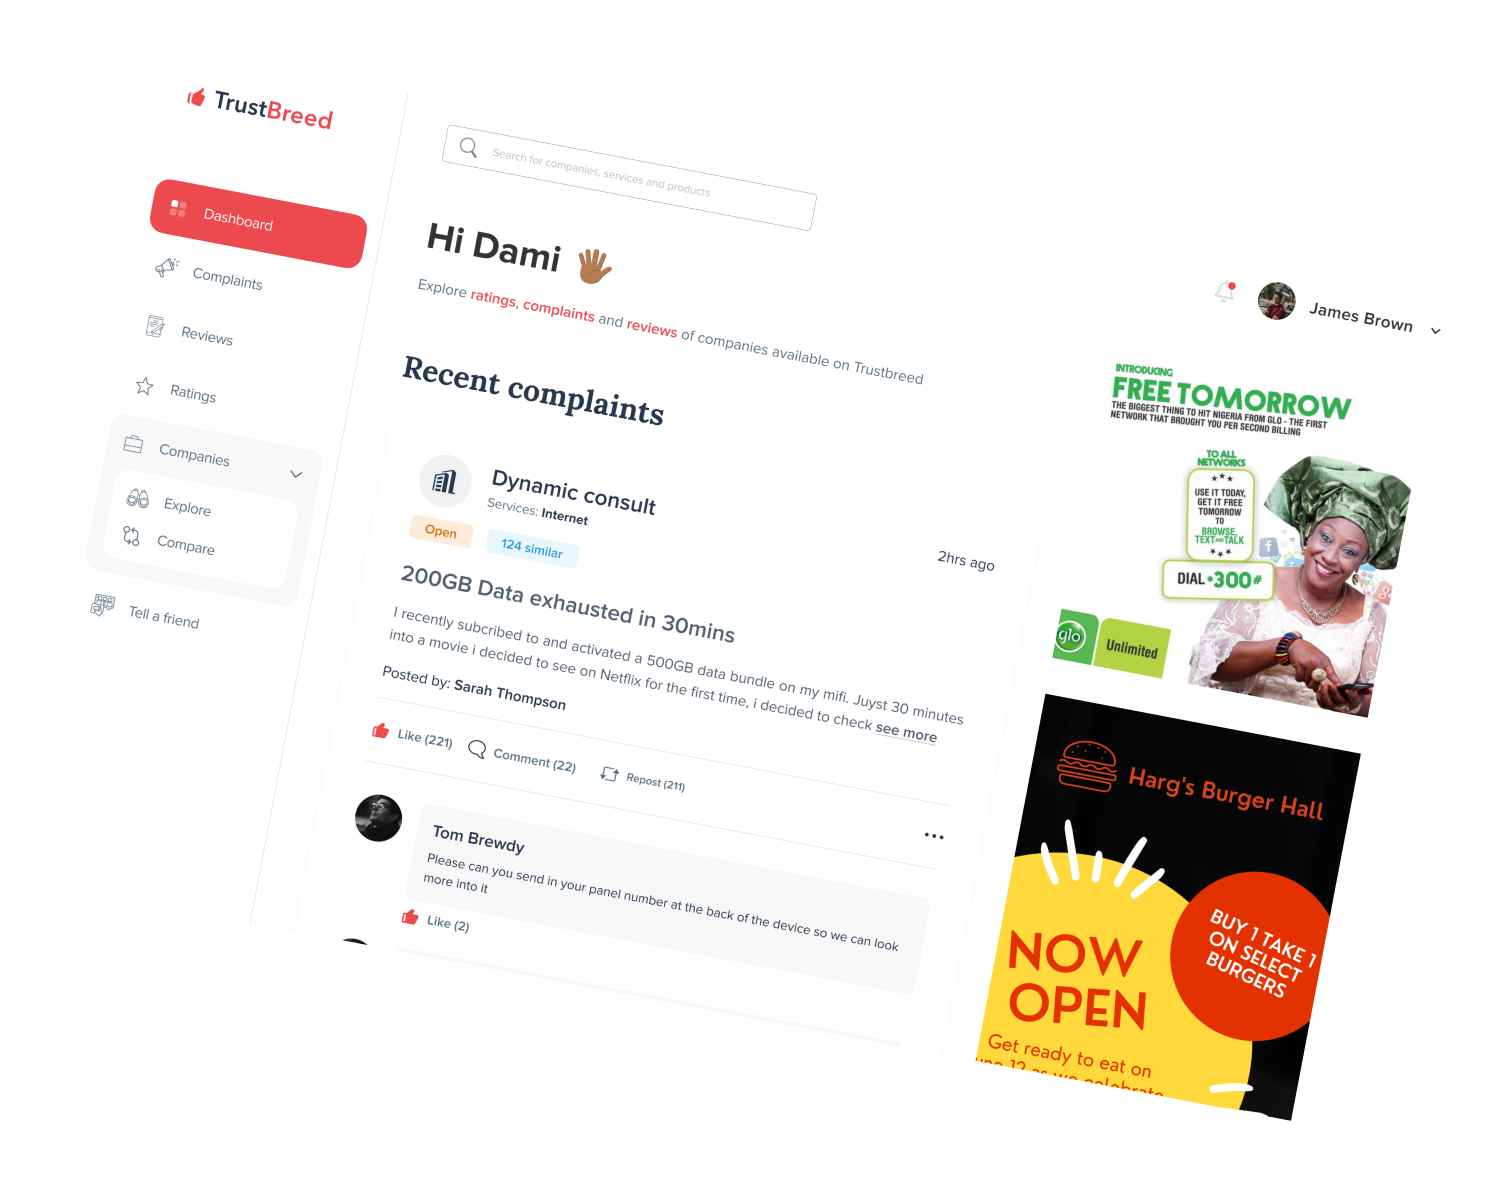 TrustBreed
Dashboard
Complaints
Reviews
Ratings
Companies
Explore
Compare
Tell a friend
Search for companies, services and products
Hi Dami
Explore ratings, complaints and reviews of companies available on Trustbreed
James Brown
Recent complaints
Dynamic consult
Services: Internet
2hrs ago
Open
124 similar
200GB Data exhausted in 30mins
I recently subcribed to and activated a 500GB data bundle on my mifi. Juyst 30 minutes
into a movie i decided to see on Netflix for the first time, i decided to check see more
Posted by: Sarah Thompson
Like (221)
Comment (22)
Repost (211)
Tom Brewdy
Please can you send in your panel number at the back of the device so we can look
more into it
Like (2)
INTRODUCING
FREE TOMORROW
THE BIGGEST THING TO HIT NIGERIA FROM GLO - THE FIRST
NETWORK THAT BROUGHT YOU PER SECOND BILLING
TO ALL
NETWORKS
USE IT TODAY,
GET IT FREE
TOMORROW
TO
BROWSE,
TEXT AND TALK
DIAL *300#
glo
Unlimited
Harg's Burger Hall
BUY 1 TAKE 1
ON SELECT
BURGERS
NOW
OPEN
Get ready to eat on
12 as we celebrate